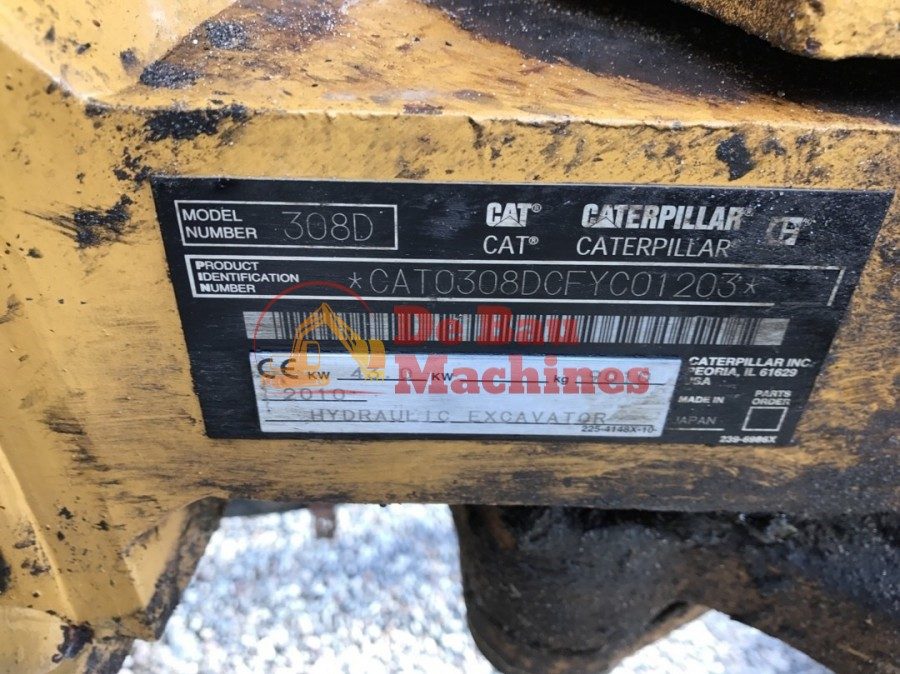 MODEL NUMBER 308D
CAT® CATERPILLAR®
CAT® CATERPILLAR
PRODUCT IDENTIFICATION NUMBER *CAT0308DCFYC01203*
De Bau
Machines
CE KW KW kg
2010
HYDRAULIC EXCAVATOR
225-4148X-10
CATERPILLAR INC.
PEORIA, IL 61629
USA
MADE IN
JAPAN
PARTS ORDER
239-6986X